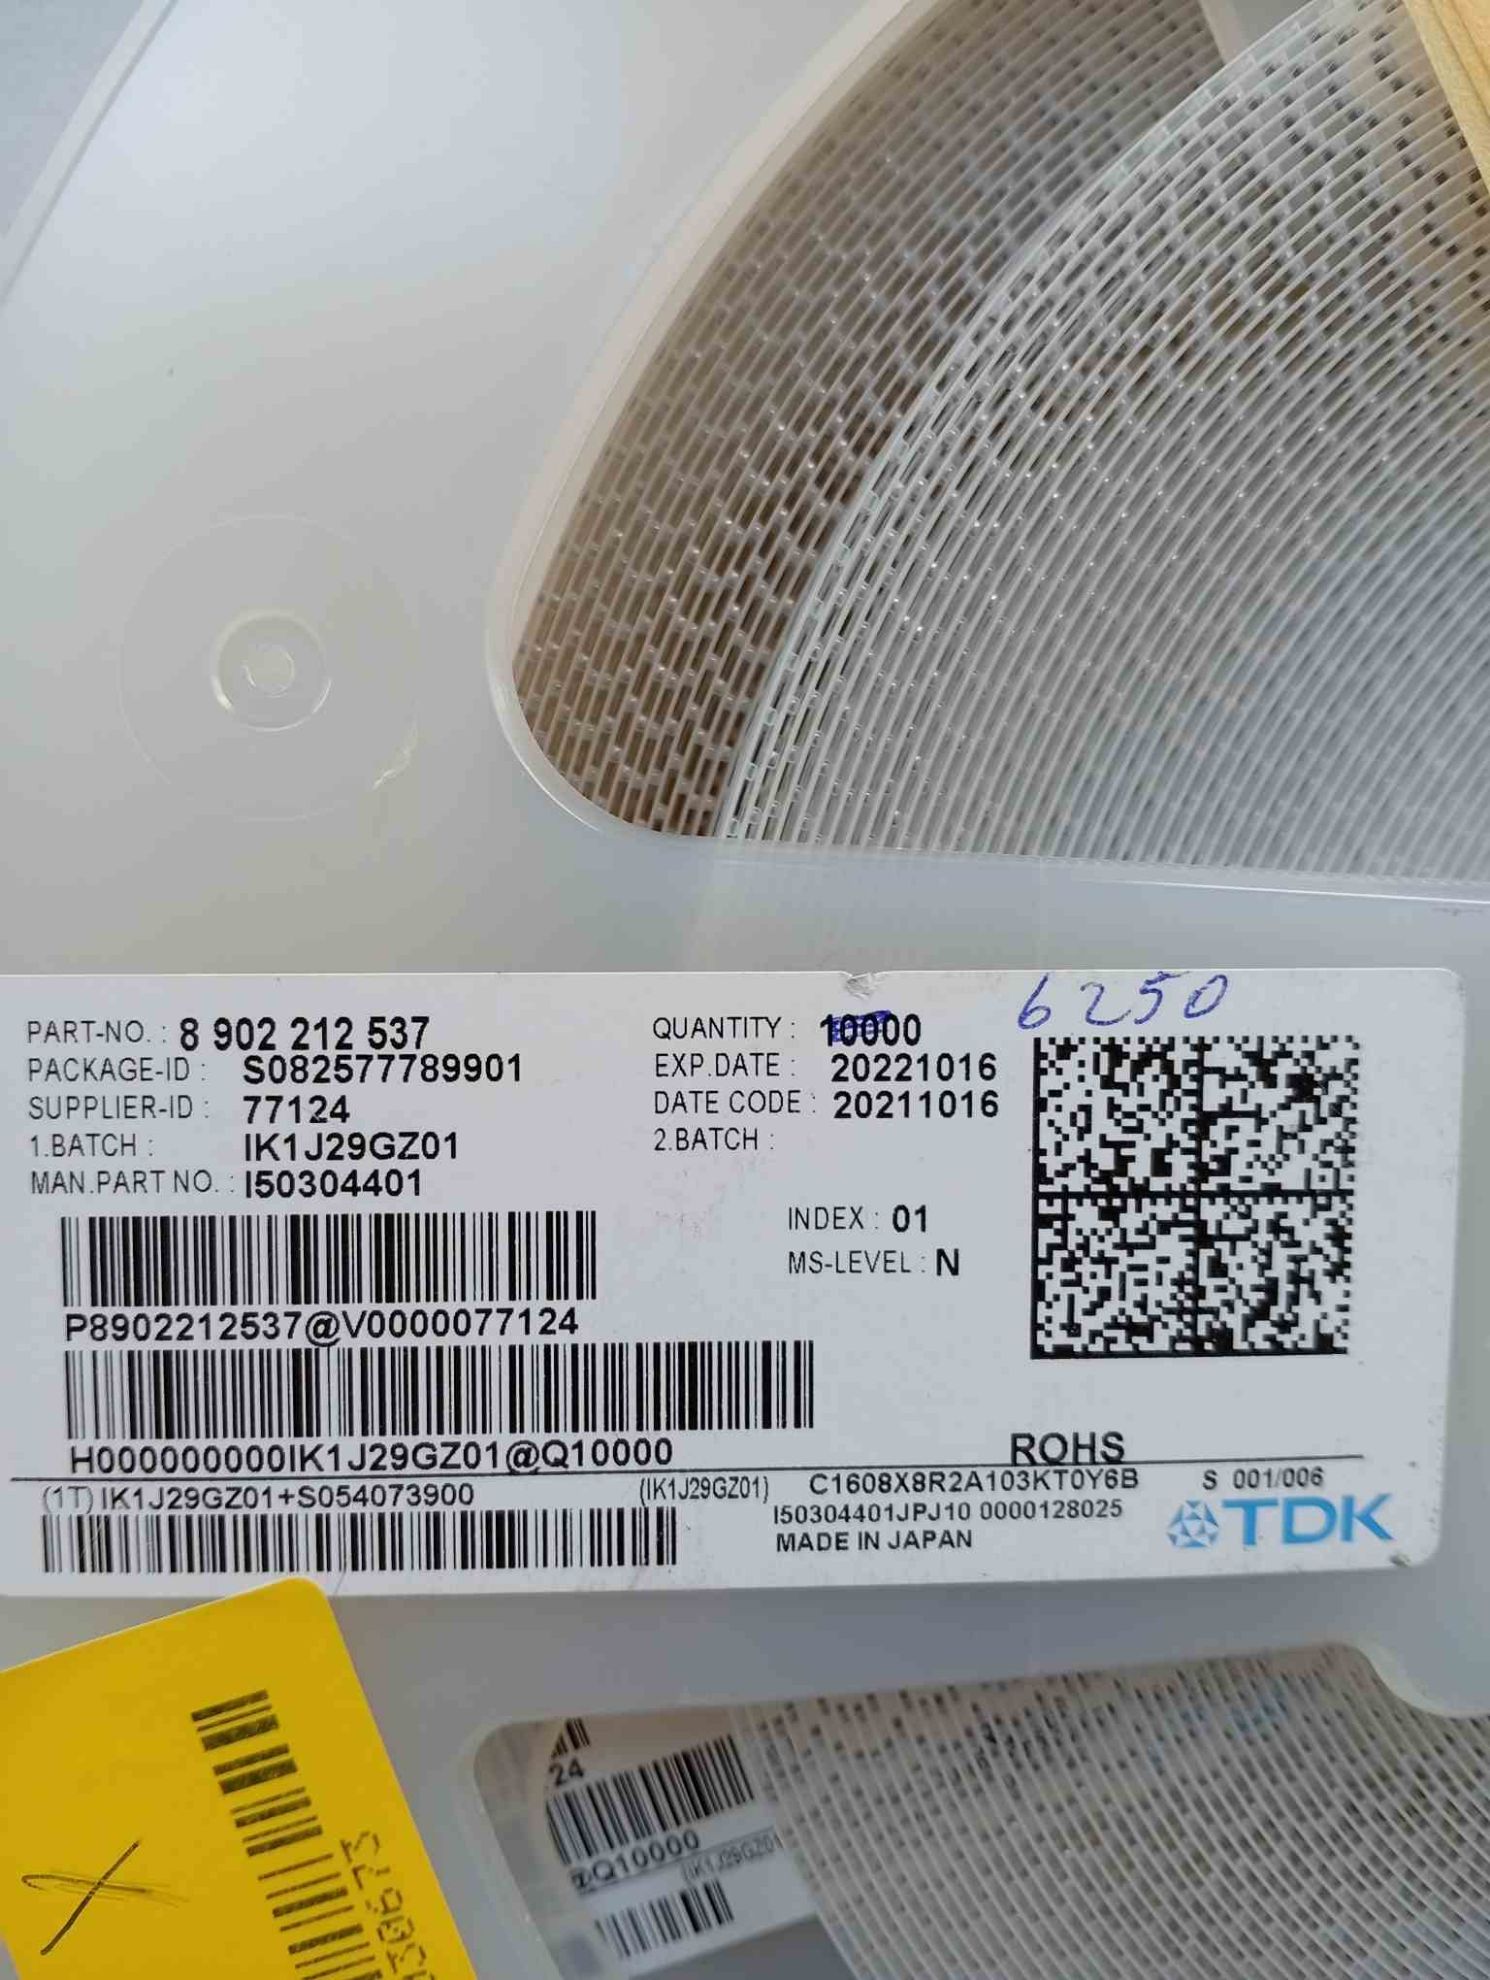 6250
PART-NO. : 8 902 212 537
QUANTITY : 10000
PACKAGE-ID : S082577789901
EXP.DATE : 20221016
SUPPLIER-ID : 77124
DATE CODE : 20211016
1.BATCH : IK1J29GZ01
2.BATCH :
MAN.PART NO. : I50304401
INDEX : 01
MS-LEVEL : N
P8902212537@V0000077124
H000000000IK1J29GZ01@Q10000
ROHS
(1T) IK1J29GZ01+S054073900
(IK1J29GZ01) C1608X8R2A103KT0Y6B S 001/006
I50304401JPJ10 0000128025
MADE IN JAPAN
TDK
24
@Q10000